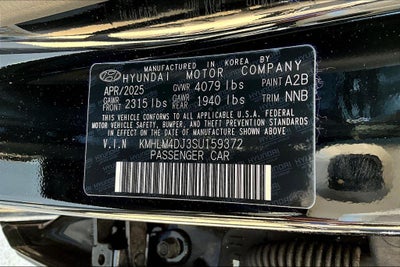 MANUFACTURED IN KOREA BY
HYUNDAI MOTOR COMPANY
APR/2025 GVWR 4079 lbs PAINT A2B
GAWR FRT 2315 lbs GAWR REAR 1940 lbs TRIM NNB
THIS VEHICLE CONFORMS TO ALL APPLICABLE U.S.A. FEDERAL
MOTOR VEHICLE SAFETY, BUMPER, AND THEFT PREVENTION
STANDARDS IN EFFECT ON THE DATE OF MANUFACTURE SHOWN ABOVE.
V.I.N KMHLM4DJ3SU159372
PASSENGER CAR